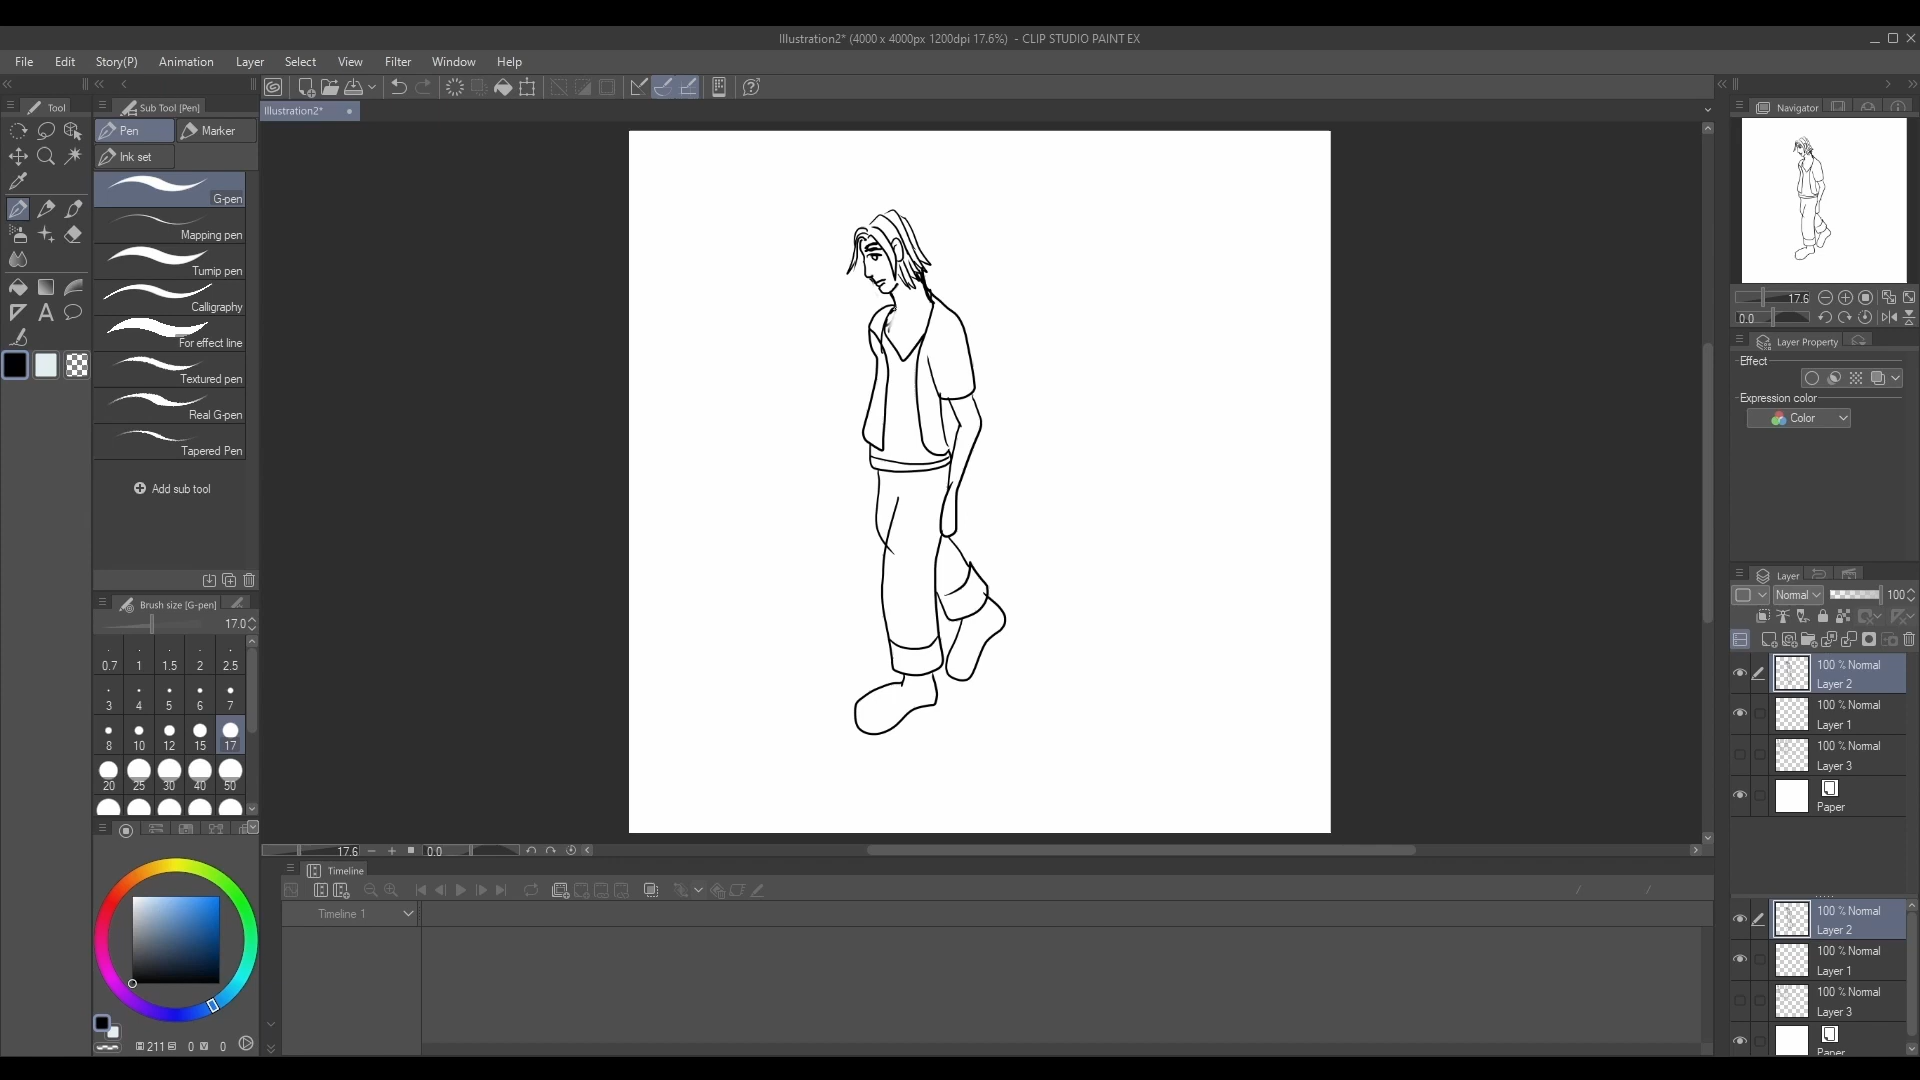 Illustration2* (4000 x 4000px 1200dpi 17.6%) - CLIP STUDIO PAINT EX
File Edit Story(P) Animation Layer Select View Filter Window Help
Tool
Sub Tool [Pen]
Illustration2*
Pen
Marker
Ink set
G-pen
Mapping pen
Turnip pen
Calligraphy
For effect line
Textured pen
Real G-pen
Tapered Pen
Add sub tool
Brush size [G-pen]
17.0
0.7 1 1.5 2 2.5
3 4 5 6 7
8 10 12 15 17
20 25 30 40 50
211 0 0
17.6 0.0
Timeline
Timeline 1
Navigator
17.6
0.0
Layer Property
Effect
Expression color
Color
Layer
Normal 100
100 % Normal
Layer 2
100 % Normal
Layer 1
100 % Normal
Layer 3
Paper
100 % Normal
Layer 2
100 % Normal
Layer 1
100 % Normal
Layer 3
Paper